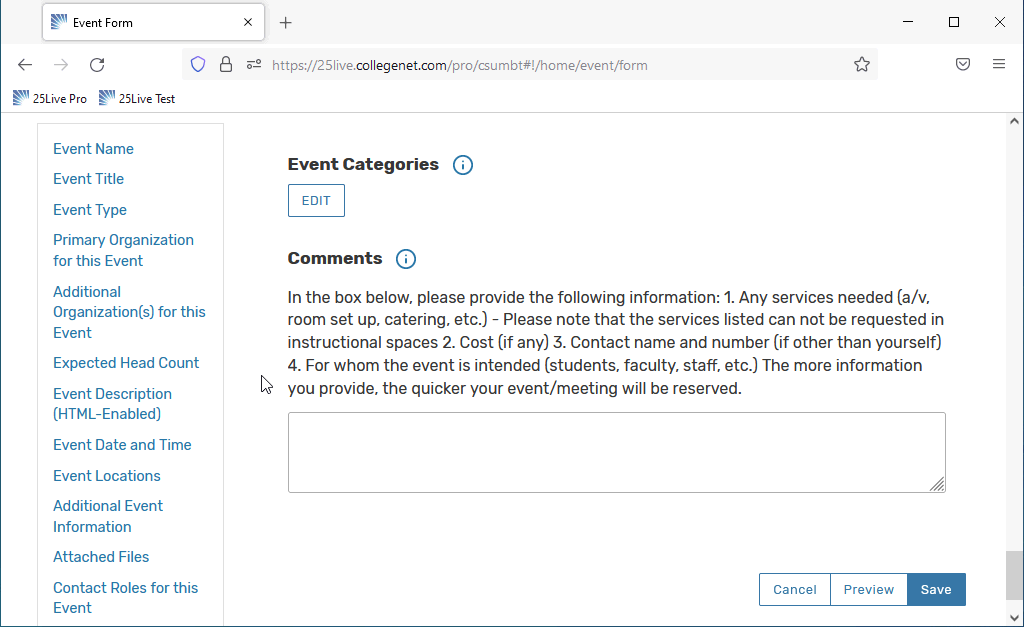 Event Form
https://25live.collegenet.com/pro/csumbt#!/home/event/form
25Live Pro
25Live Test
Event Name
Event Title
Event Type
Primary Organization
for this Event
Additional
Organization(s) for this
Event
Expected Head Count
Event Description
(HTML-Enabled)
Event Date and Time
Event Locations
Additional Event
Information
Attached Files
Contact Roles for this
Event
Event Categories
EDIT
Comments
In the box below, please provide the following information: 1. Any services needed (a/v,
room set up, catering, etc.) - Please note that the services listed can not be requested in
instructional spaces 2. Cost (if any) 3. Contact name and number (if other than yourself)
4. For whom the event is intended (students, faculty, staff, etc.) The more information
you provide, the quicker your event/meeting will be reserved.
Cancel
Preview
Save